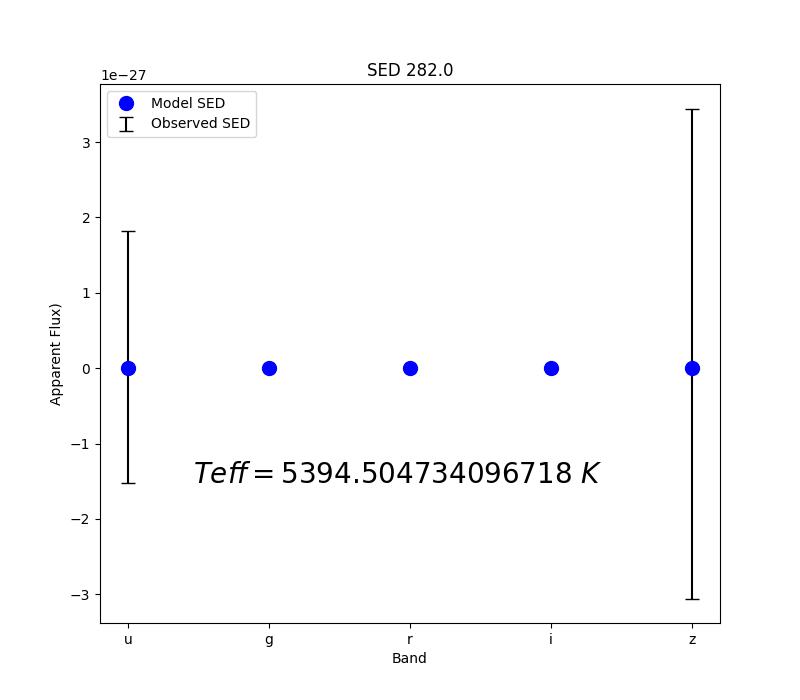 SED 282.0
1e−27
Model SED
Observed SED
3
2
1
0
−1
−2
−3
Apparent Flux)
Teff = 5394.504734096718 K
u g r i z
Band